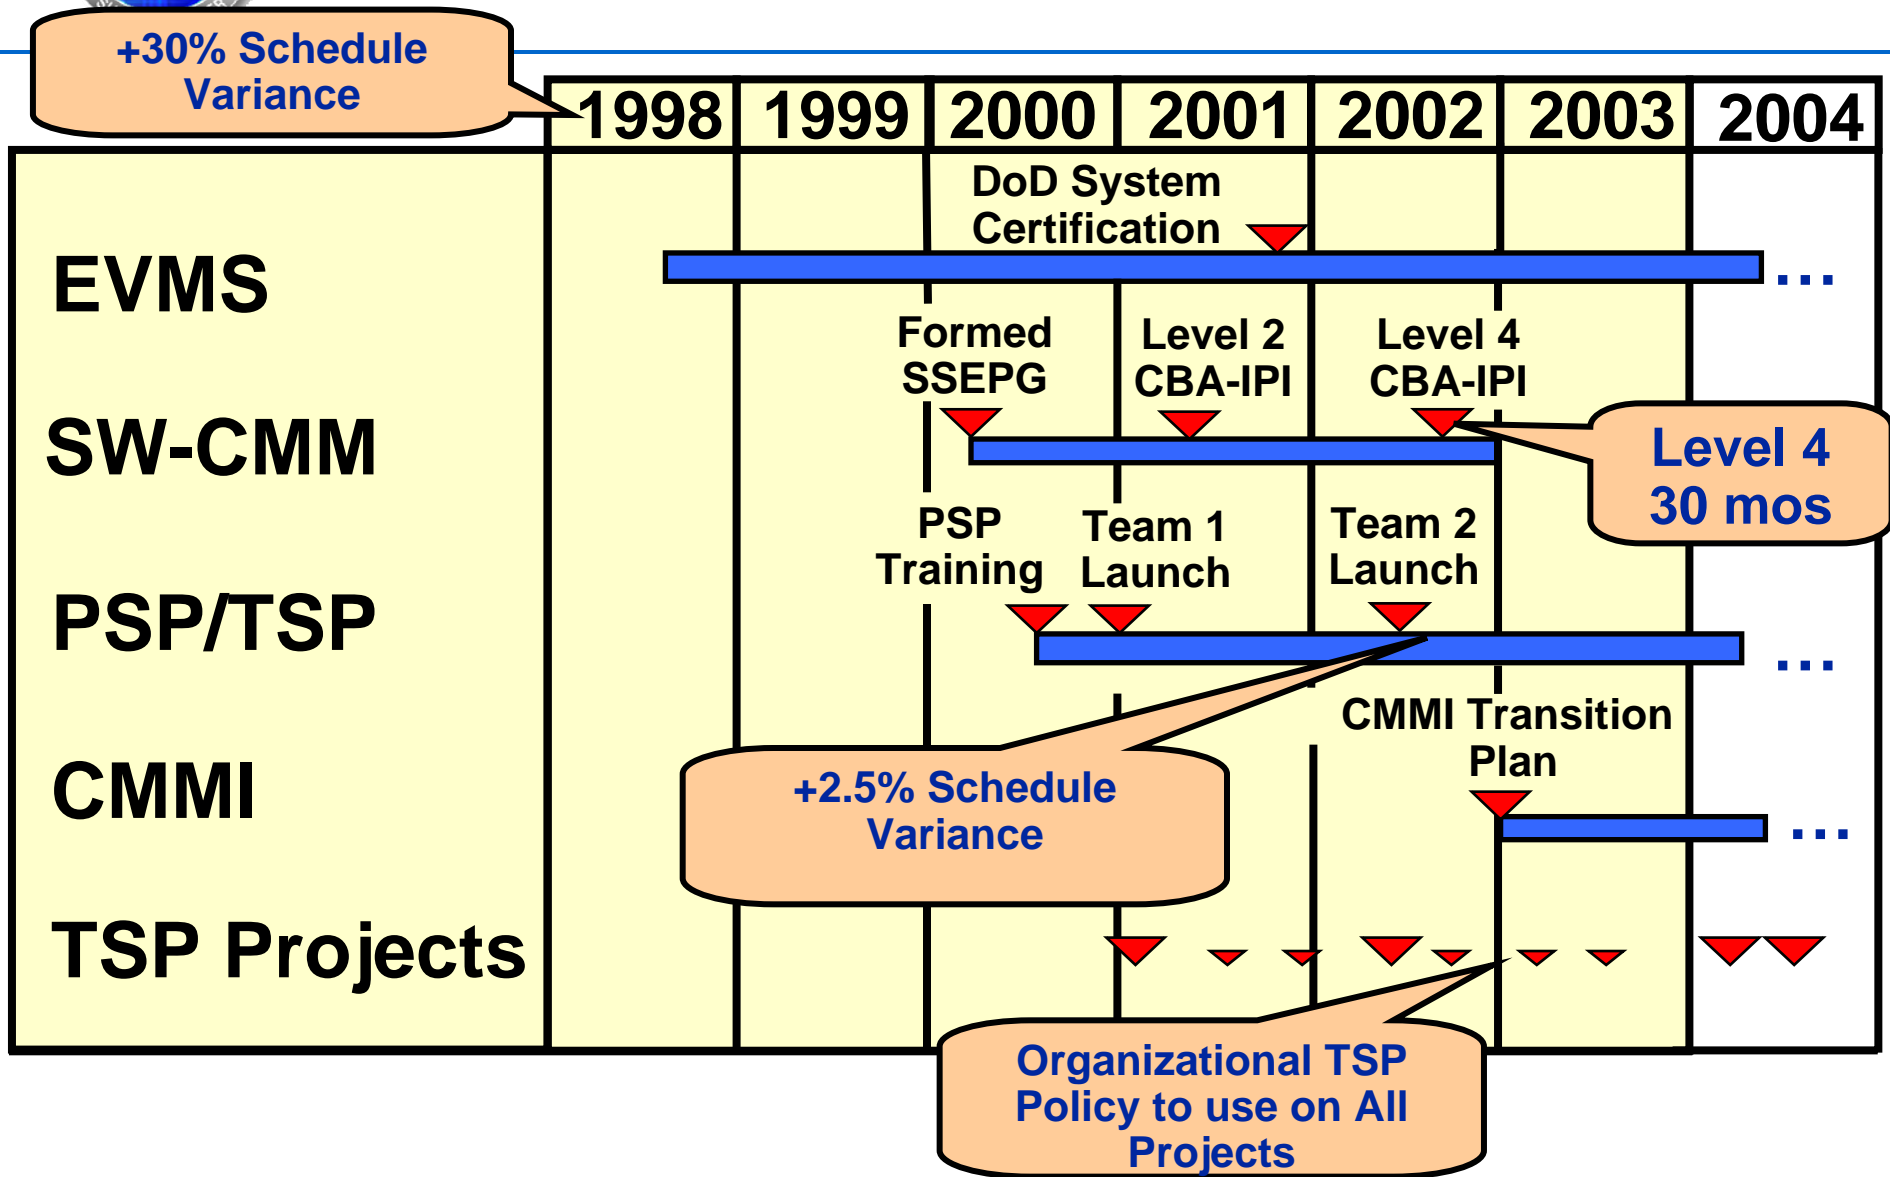 +30% Schedule
Variance
1998 1999 2000 2001 2002 2003 2004
DoD System
Certification
EVMS
...
Formed
SSEPG
Level 2
CBA-IPI
Level 4
CBA-IPI
SW-CMM
Level 4
30 mos
PSP
Training
Team 1
Launch
Team 2
Launch
PSP/TSP
...
CMMI Transition
Plan
CMMI
...
+2.5% Schedule
Variance
TSP Projects
Organizational TSP
Policy to use on All
Projects